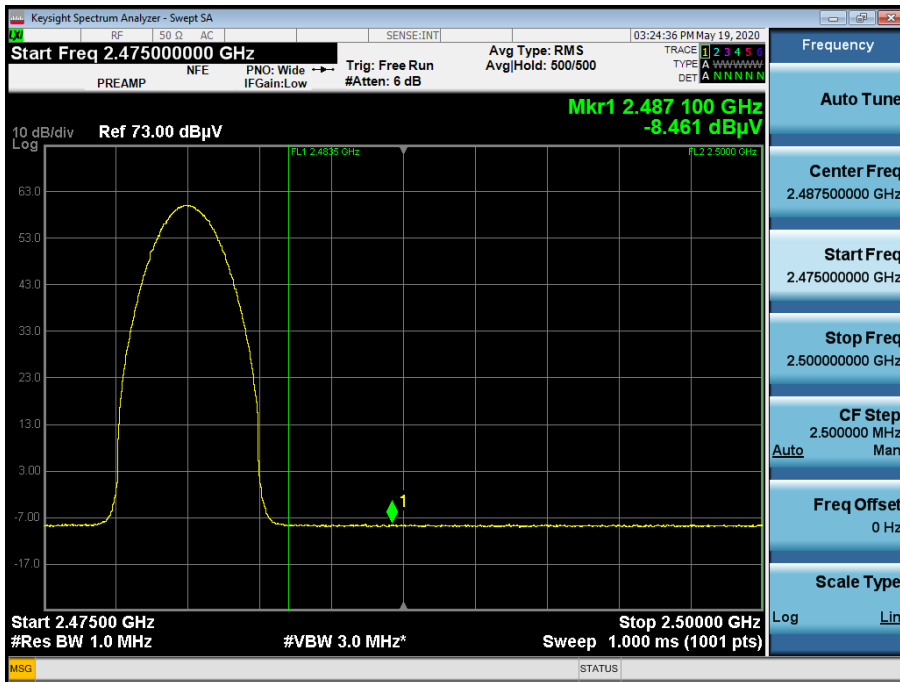 Keysight Spectrum Analyzer - Swept SA
LXI RF 50 Ω AC SENSE:INT 03:24:36 PM May 19, 2020
Start Freq 2.475000000 GHz
PREAMP NFE PNO: Wide IFGain:Low
Trig: Free Run
#Atten: 6 dB
Avg Type: RMS
Avg|Hold: 500/500
TRACE 1 2 3 4 5 6
TYPE A WWWWW
DET A N N N N N
Mkr1 2.487 100 GHz
-8.461 dBµV
10 dB/div Ref 73.00 dBµV
Log
FL1 2.4835 GHz
FL2 2.5000 GHz
63.0
53.0
43.0
33.0
23.0
13.0
3.00
-7.00
-17.0
1
Start 2.47500 GHz Stop 2.50000 GHz
#Res BW 1.0 MHz #VBW 3.0 MHz* Sweep 1.000 ms (1001 pts)
MSG STATUS
Frequency
Auto Tune
Center Freq
2.487500000 GHz
Start Freq
2.475000000 GHz
Stop Freq
2.500000000 GHz
CF Step
2.500000 MHz
Auto Man
Freq Offset
0 Hz
Scale Type
Log Lin